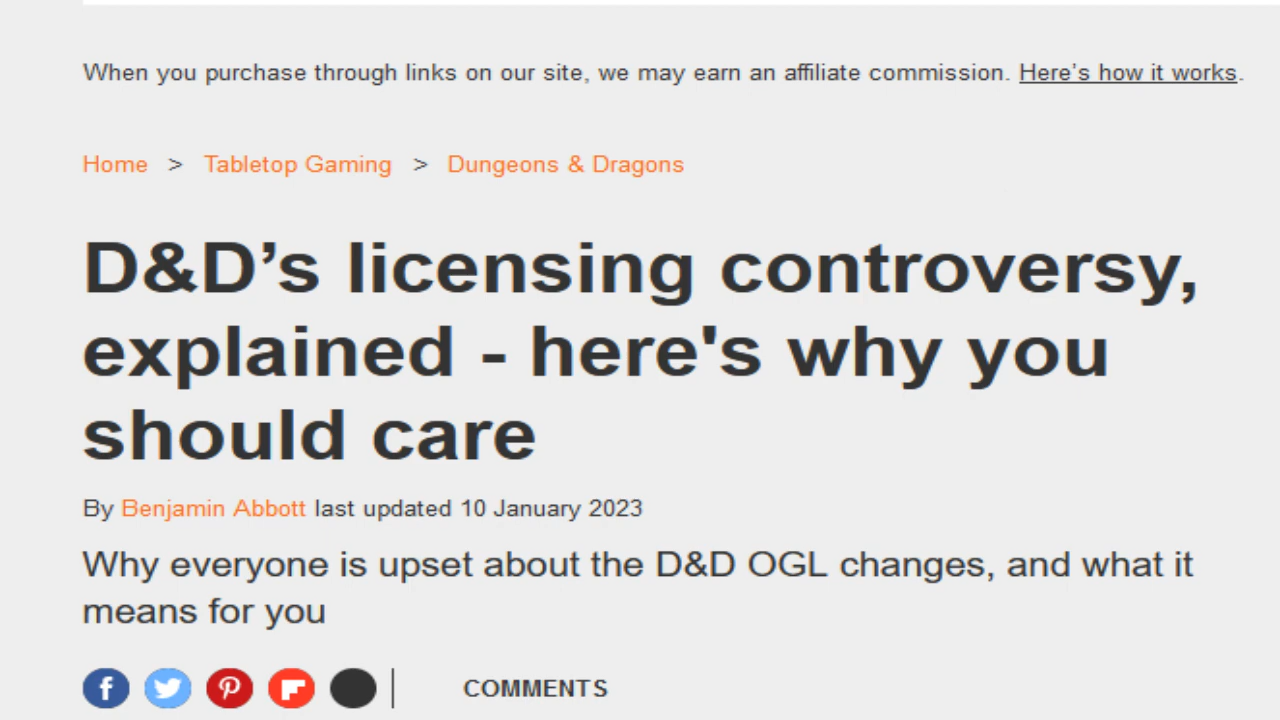 When you purchase through links on our site, we may earn an affiliate commission. Here’s how it works.
Home > Tabletop Gaming > Dungeons & Dragons
D&D’s licensing controversy,
explained - here's why you
should care
By Benjamin Abbott last updated 10 January 2023
Why everyone is upset about the D&D OGL changes, and what it
means for you
COMMENTS